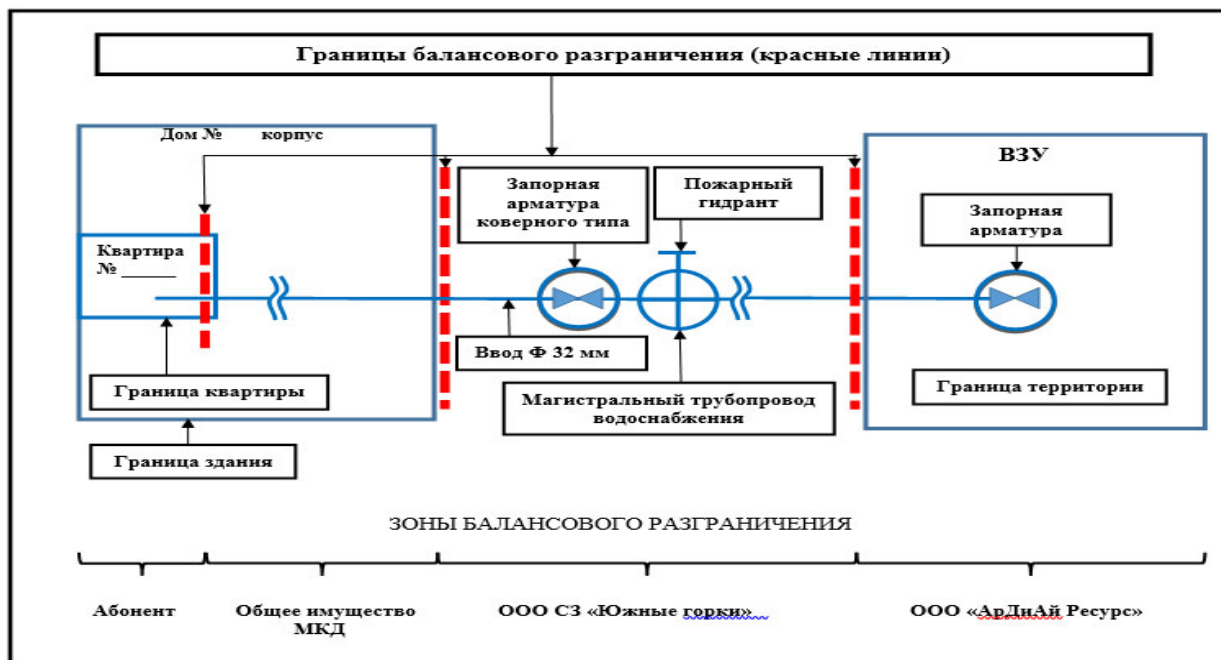 Границы балансового разграничения (красные линии)
Дом № корпус
ВЗУ
Запорная
арматура
коверного типа
Пожарный
гидрант
Запорная
арматура
Квартира
№ ______
Ввод Ф 32 мм
Граница квартиры
Магистральный трубопровод
водоснабжения
Граница территории
Граница здания
ЗОНЫ БАЛАНСОВОГО РАЗГРАНИЧЕНИЯ
Абонент
Общее имущество
МКД
ООО СЗ «Южные горки»
ООО «АрДиАй Ресурс»